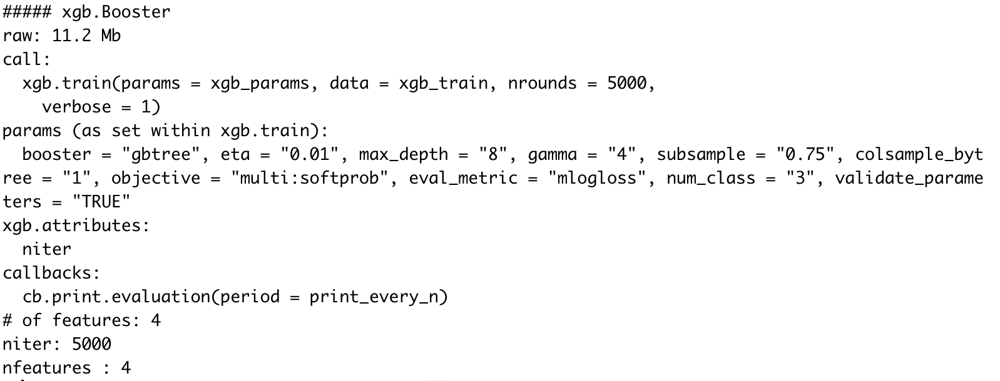 ##### xgb.Booster
raw: 11.2 Mb
call:
  xgb.train(params = xgb_params, data = xgb_train, nrounds = 5000,
    verbose = 1)
params (as set within xgb.train):
  booster = "gbtree", eta = "0.01", max_depth = "8", gamma = "4", subsample = "0.75", colsample_byt
ree = "1", objective = "multi:softprob", eval_metric = "mlogloss", num_class = "3", validate_parame
ters = "TRUE"
xgb.attributes:
  niter
callbacks:
  cb.print.evaluation(period = print_every_n)
# of features: 4
niter: 5000
nfeatures : 4